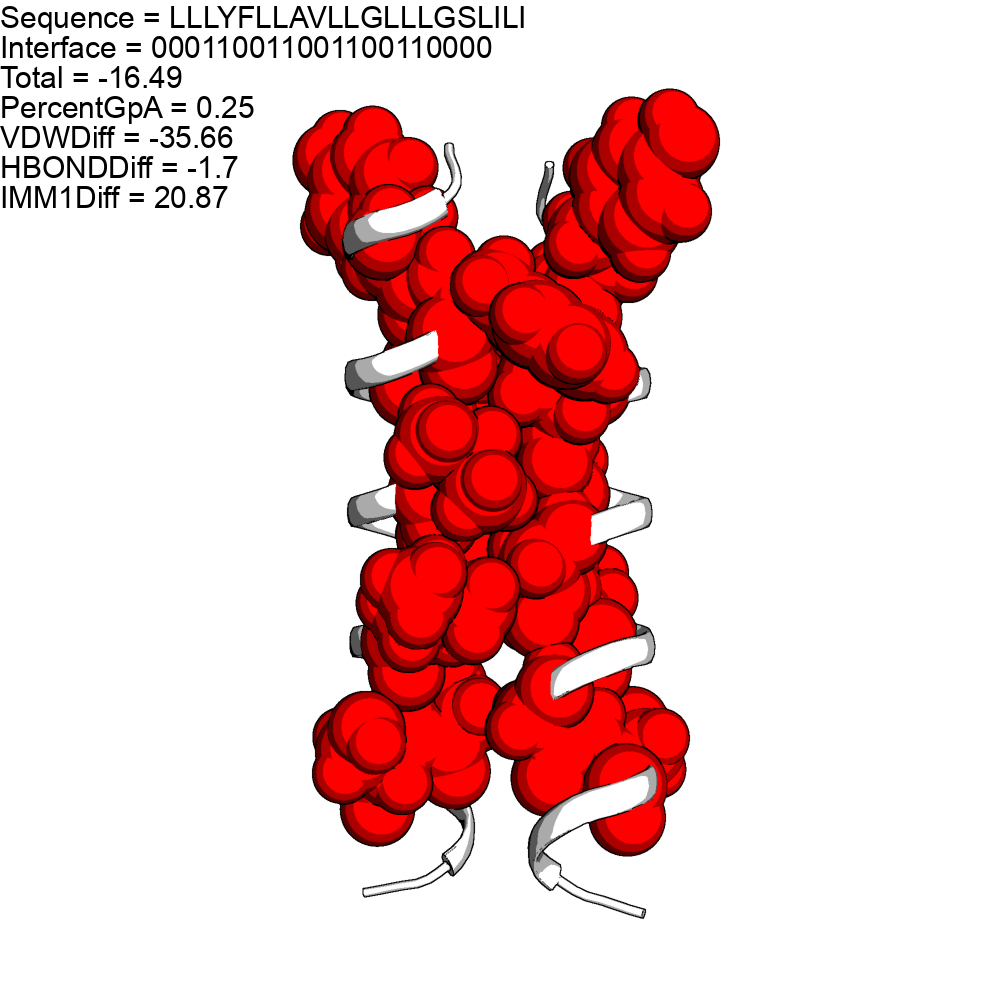 Sequence = LLLYFLLAVLLGLLLGSLILI
Interface = 000110011001100110000
Total = -16.49
PercentGpA = 0.25
VDWDiff = -35.66
HBONDDiff = -1.7
IMM1Diff = 20.87